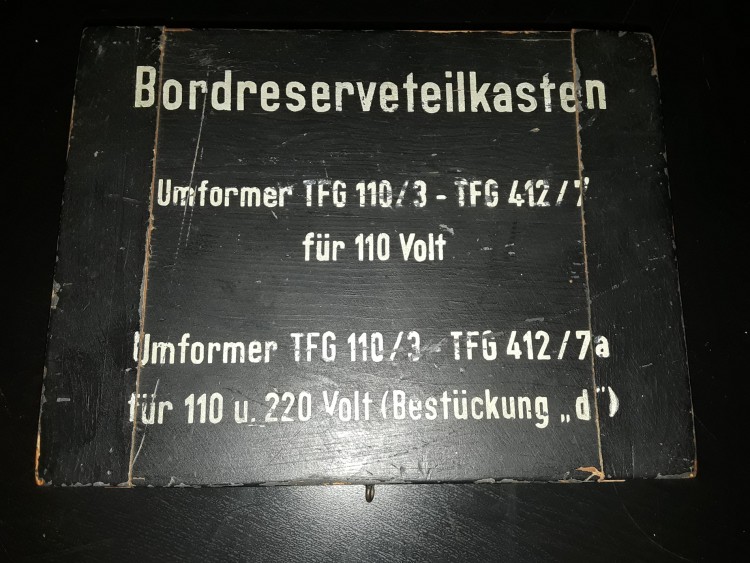 Bordreserveteilkasten
Umformer TFG 110/3 - TFG 412/7
für 110 Volt
Umformer TFG 110/3 - TFG 412/7a
für 110 u. 220 Volt (Bestückung „d")